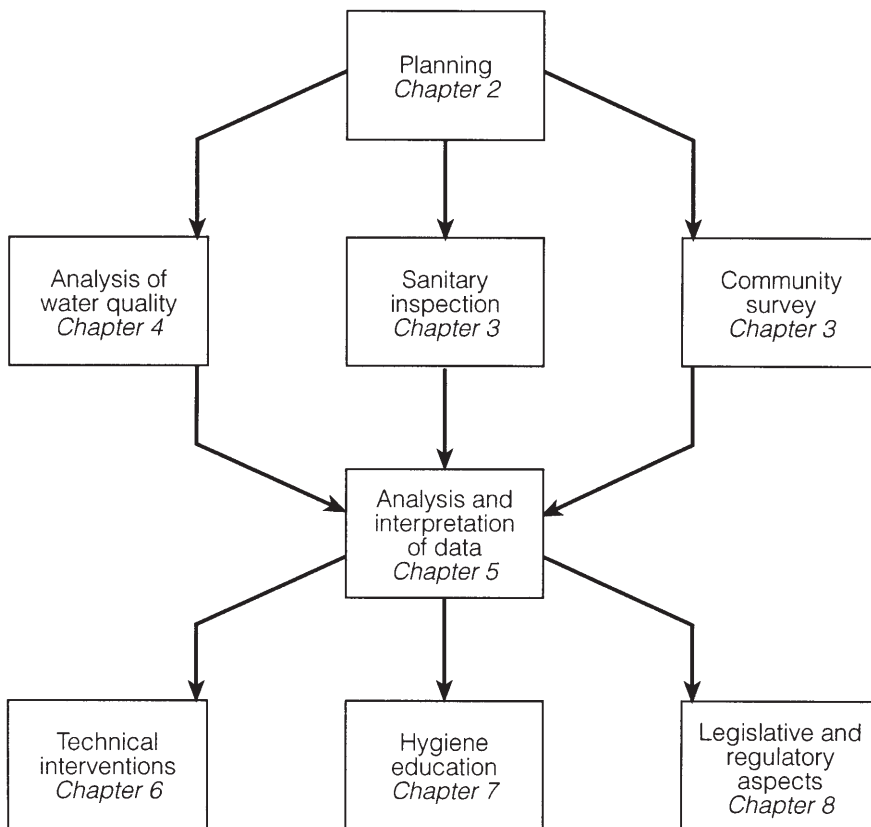 Planning
Chapter 2
Analysis of
water quality
Chapter 4
Sanitary
inspection
Chapter 3
Community
survey
Chapter 3
Analysis and
interpretation
of data
Chapter 5
Technical
interventions
Chapter 6
Hygiene
education
Chapter 7
Legislative and
regulatory
aspects
Chapter 8